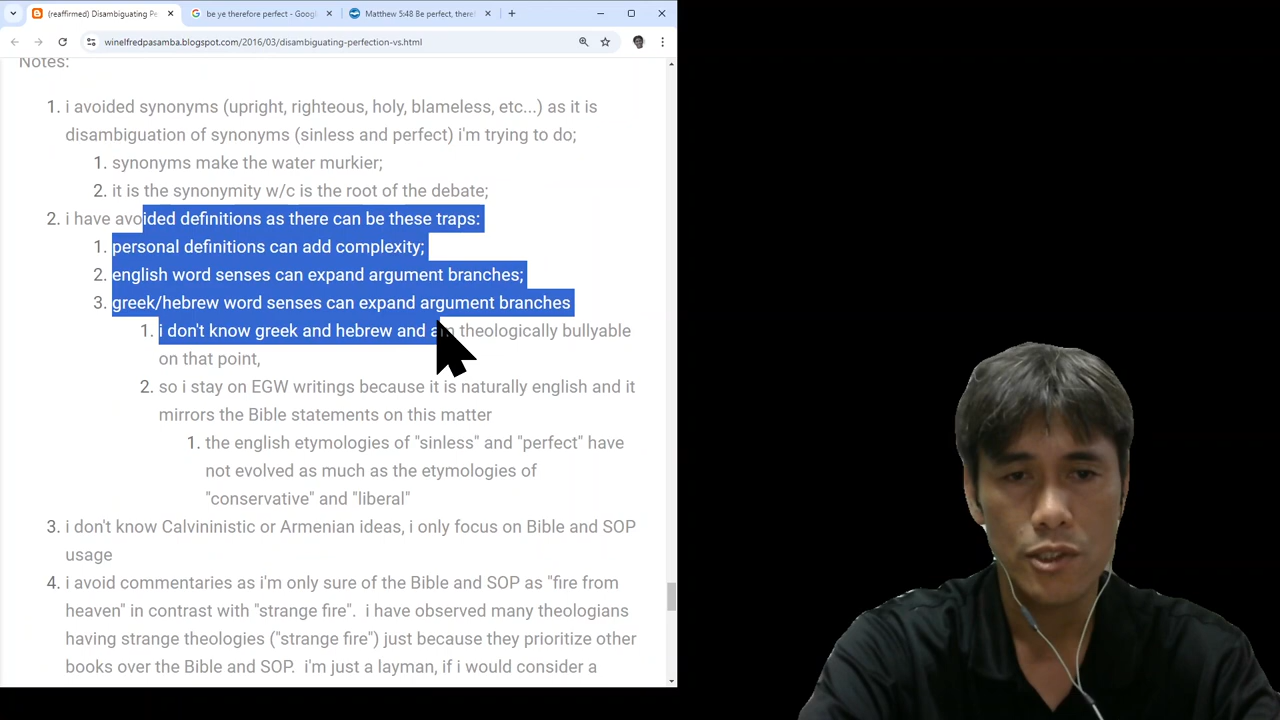 (reaffirmed) Disambiguating Pe
be ye therefore perfect - Googl
Matthew 5:48 Be perfect, theref
winelfredpasamba.blogspot.com/2016/03/disambiguating-perfection-vs.html
Notes:
1. i avoided synonyms (upright, righteous, holy, blameless, etc...) as it is
disambiguation of synonyms (sinless and perfect) i'm trying to do;
1. synonyms make the water murkier;
2. it is the synonymity w/c is the root of the debate;
2. i have avoided definitions as there can be these traps:
1. personal definitions can add complexity;
2. english word senses can expand argument branches;
3. greek/hebrew word senses can expand argument branches
1. i don't know greek and hebrew and am theologically bullyable
on that point,
2. so i stay on EGW writings because it is naturally english and it
mirrors the Bible statements on this matter
1. the english etymologies of "sinless" and "perfect" have
not evolved as much as the etymologies of
"conservative" and "liberal"
3. i don't know Calvininistic or Armenian ideas, i only focus on Bible and SOP
usage
4. i avoid commentaries as i'm only sure of the Bible and SOP as "fire from
heaven" in contrast with "strange fire".  i have observed many theologians
having strange theologies ("strange fire") just because they prioritize other
books over the Bible and SOP.  i'm just a layman, if i would consider a